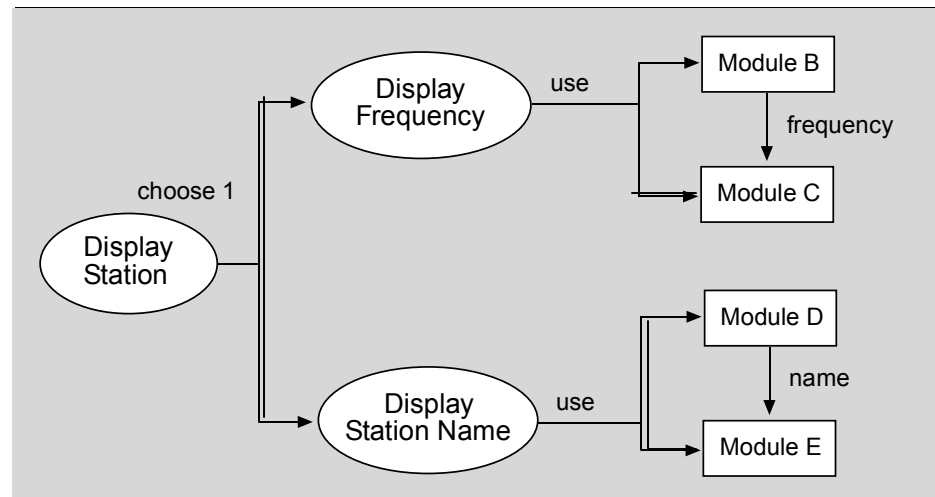 Display
Frequency
use
Module B
frequency
Module C
choose 1
Display
Station
Module D
name
Module E
Display
Station Name
use